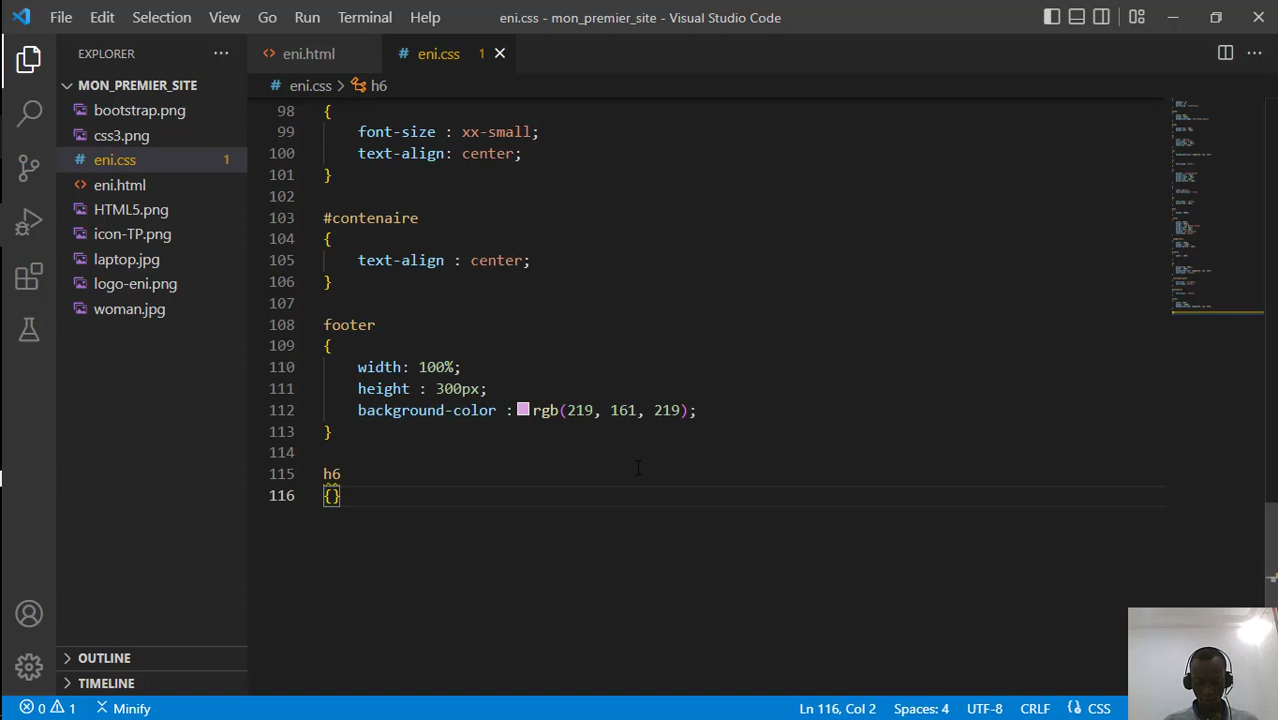 File Edit Selection View Go Run Terminal Help eni.css - mon_premier_site - Visual Studio Code
EXPLORER ...
eni.html
# eni.css 1
MON_PREMIER_SITE
# eni.css > h6
bootstrap.png
css3.png
# eni.css 1
eni.html
HTML5.png
icon-TP.png
laptop.jpg
logo-eni.png
woman.jpg
98 {
99 font-size : xx-small;
100 text-align: center;
101 }
102
103 #contenaire
104 {
105 text-align : center;
106 }
107
108 footer
109 {
110 width: 100%;
111 height : 300px;
112 background-color : rgb(219, 161, 219);
113 }
114
115 h6
116 {}
OUTLINE
TIMELINE
0 1 Minify Ln 116, Col 2 Spaces: 4 UTF-8 CRLF CSS